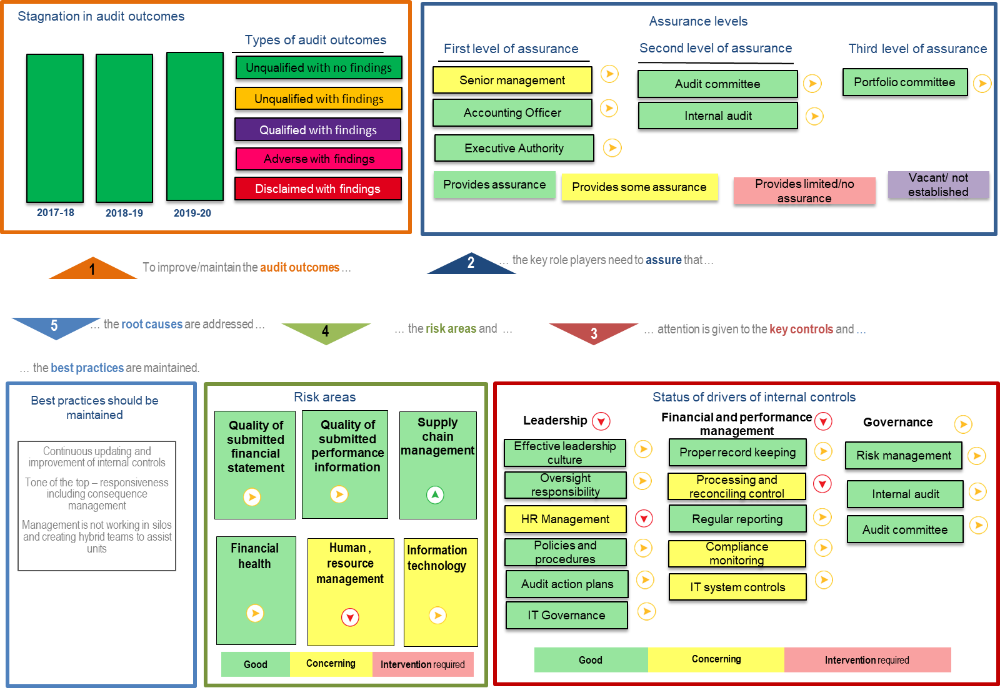 Stagnation in audit outcomes
Types of audit outcomes
Unqualified with no findings
Unqualified with findings
Qualified with findings
Adverse with findings
Disclaimed with findings
2017-18
2018-19
2019-20
Assurance levels
First level of assurance
Second level of assurance
Third level of assurance
Senior management
Accounting Officer
Executive Authority
Audit committee
Internal audit
Portfolio committee
Provides assurance
Provides some assurance
Provides limited/no
assurance
Vacant/ not
established
1
To improve/maintain the audit outcomes …
2
… the key role players need to assure that …
5
… the root causes are addressed …
4
… the risk areas and …
3
… attention is given to the key controls and …
… the best practices are maintained.
Best practices should be
maintained
Continuous updating and
improvement of internal controls
Tone of the top – responsiveness
including consequence
management
Management is not working in silos
and creating hybrid teams to assist
units
Risk areas
Quality of
submitted
financial
statement
Quality of
submitted
performance
information
Supply
chain
management
Financial
health
Human ,
resource
management
Information
technology
Good
Concerning
Intervention required
Status of drivers of internal controls
Leadership
Effective leadership
culture
Oversight
responsibility
HR Management
Policies and
procedures
Audit action plans
IT Governance
Financial and performance
management
Proper record keeping
Processing and
reconciling control
Regular reporting
Compliance
monitoring
IT system controls
Governance
Risk management
Internal audit
Audit committee
Good
Concerning
Intervention required